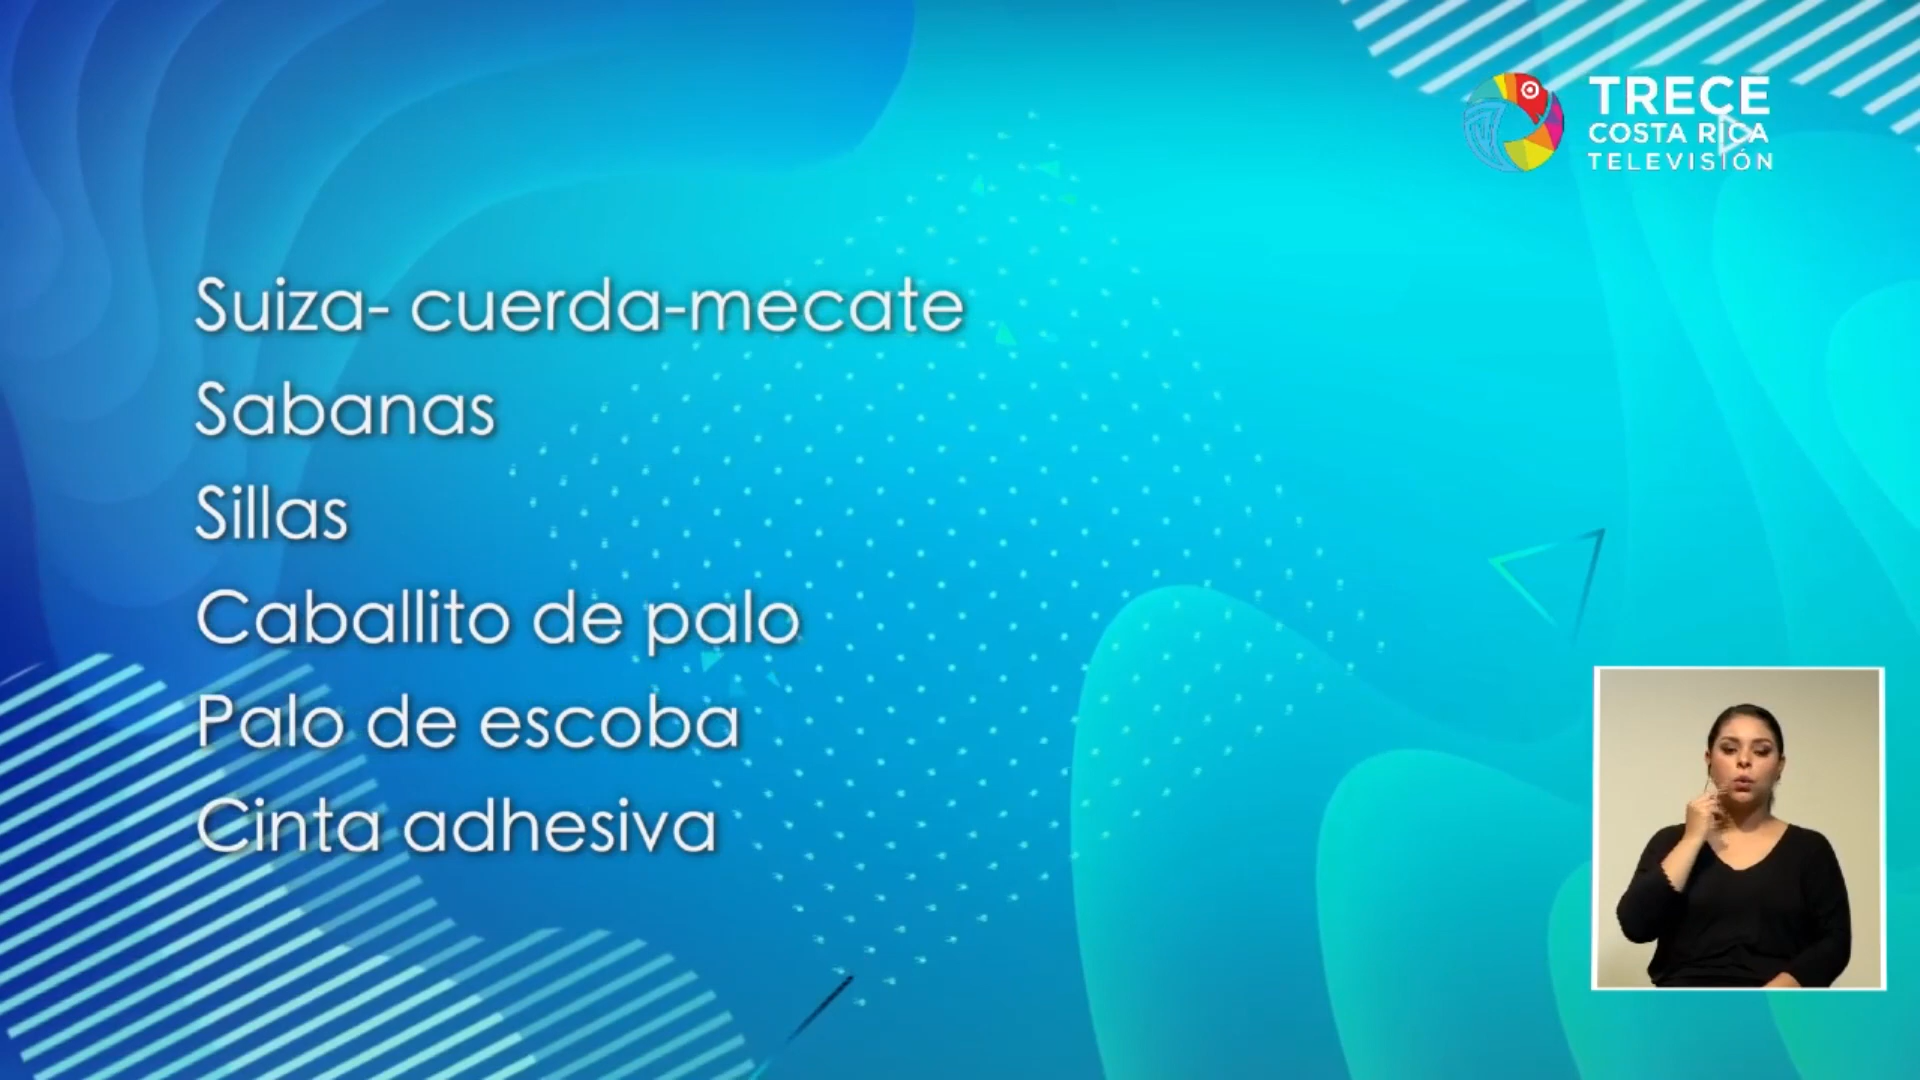 TRECE
COSTA RICA
TELEVISIÓN
Suiza- cuerda-mecate
Sabanas
Sillas
Caballito de palo
Palo de escoba
Cinta adhesiva